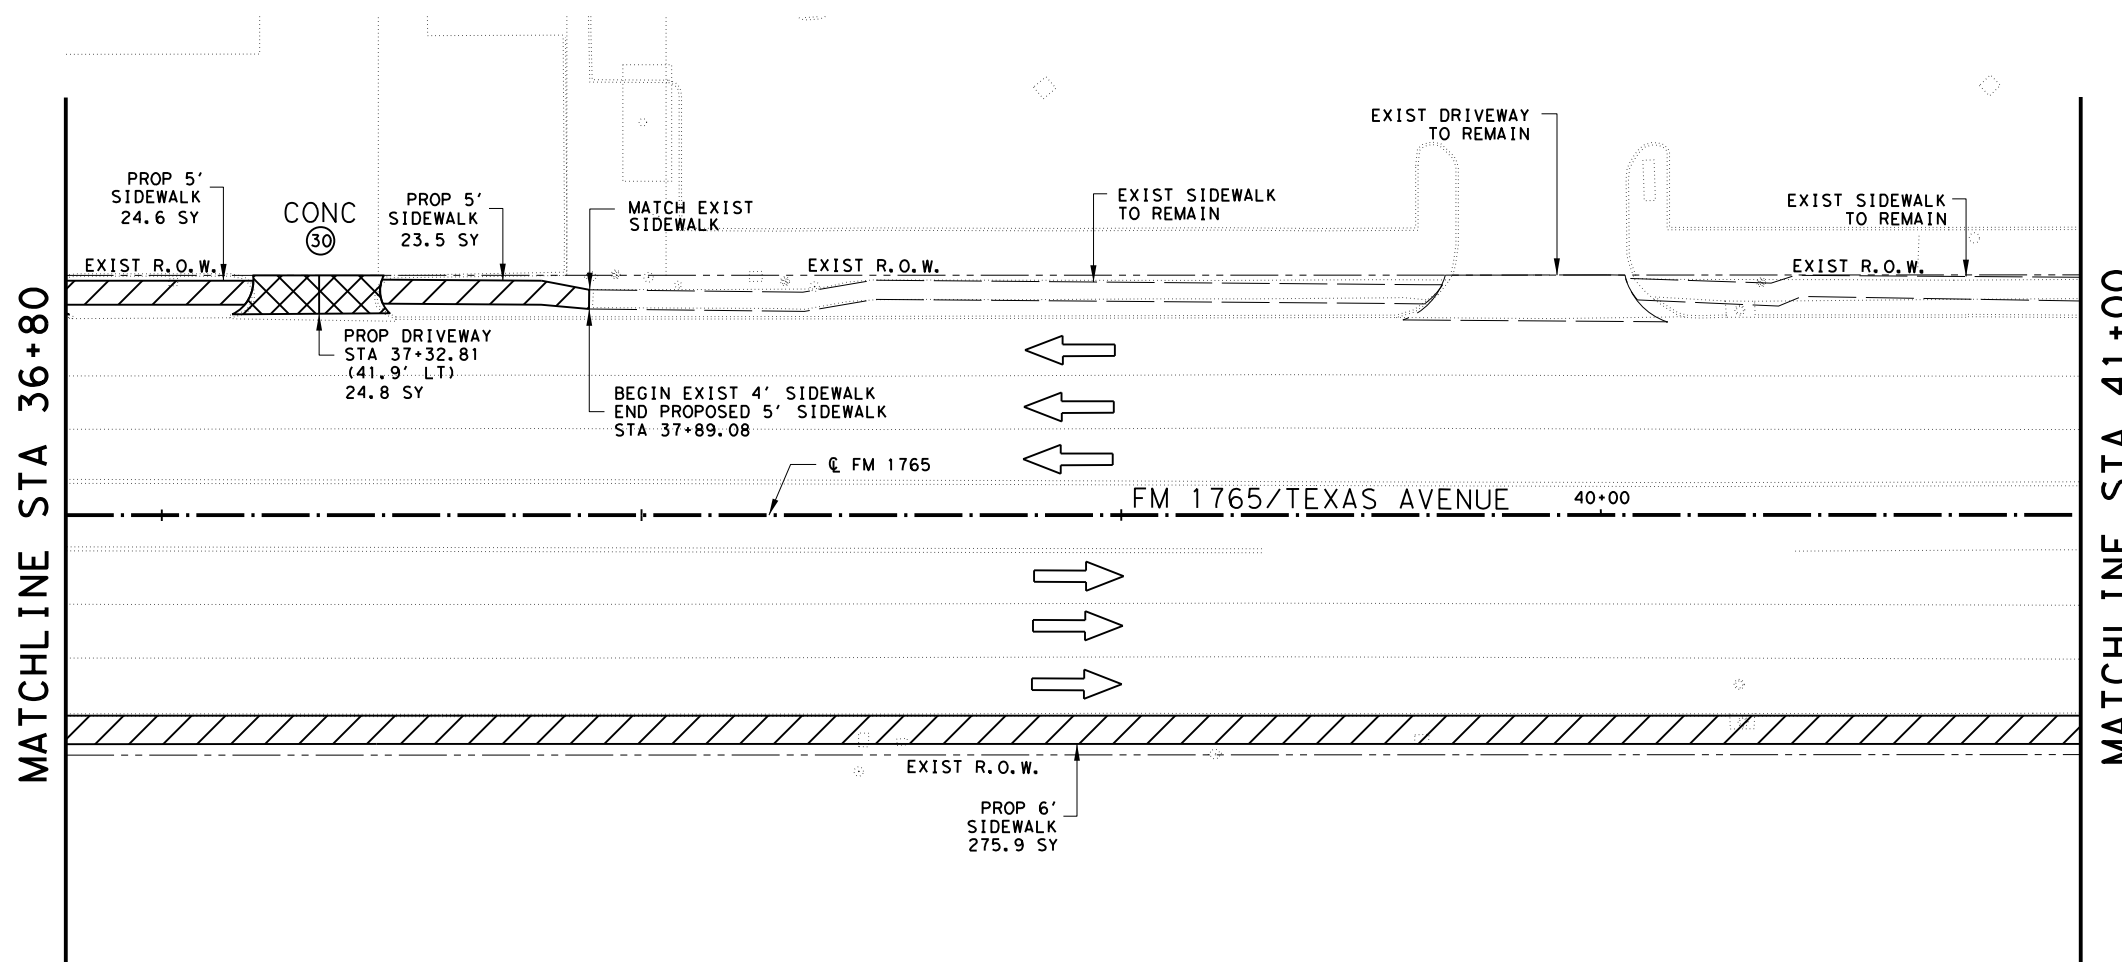 EXIST DRIVEWAY
TO REMAIN
PROP 5'
SIDEWALK
24.6 SY
CONC
30
PROP 5'
SIDEWALK
23.5 SY
MATCH EXIST
SIDEWALK
EXIST SIDEWALK
TO REMAIN
EXIST SIDEWALK
TO REMAIN
EXIST R.O.W.
EXIST R.O.W.
EXIST R.O.W.
PROP DRIVEWAY
STA 37+32.81
(41.9' LT)
24.8 SY
BEGIN EXIST 4' SIDEWALK
END PROPOSED 5' SIDEWALK
STA 37+89.08
℄ FM 1765
FM 1765/TEXAS AVENUE
40+00
MATCHLINE STA 36+80
MATCHLINE STA 41+00
EXIST R.O.W.
PROP 6'
SIDEWALK
275.9 SY